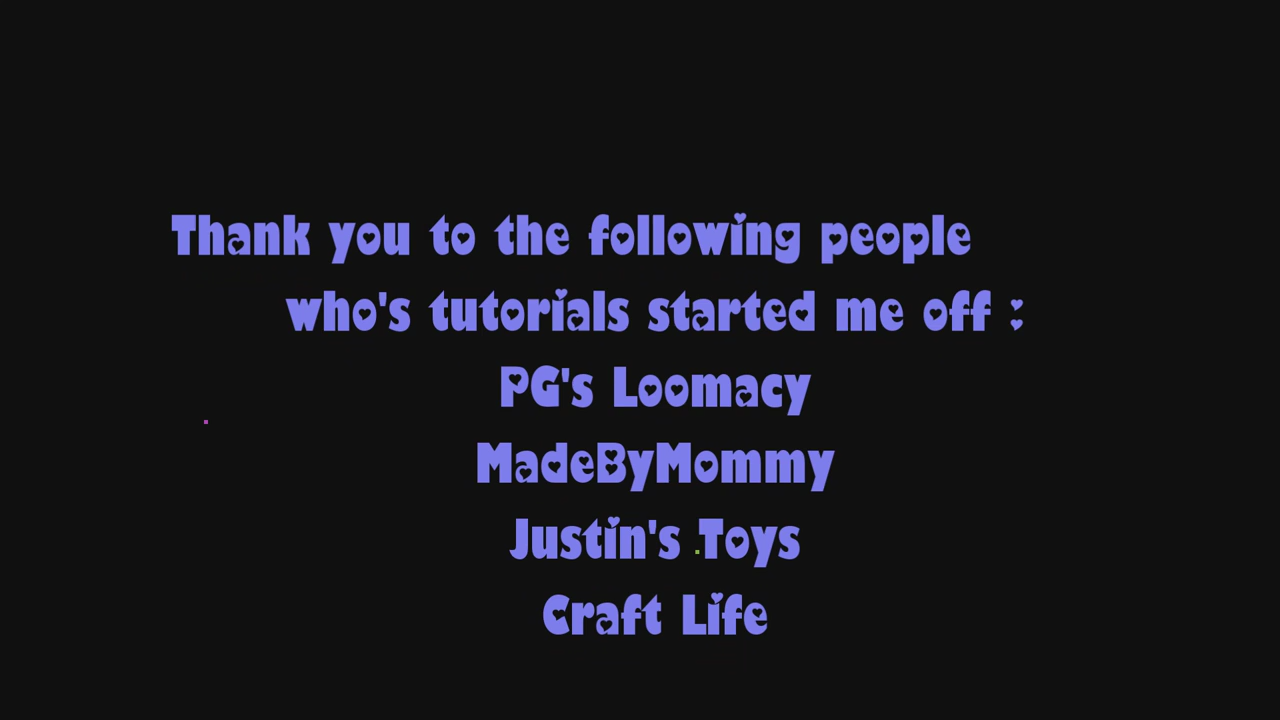 Thank you to the following people
who's tutorials started me off :
PG's Loomacy
MadeByMommy
Justin's Toys
Craft Life